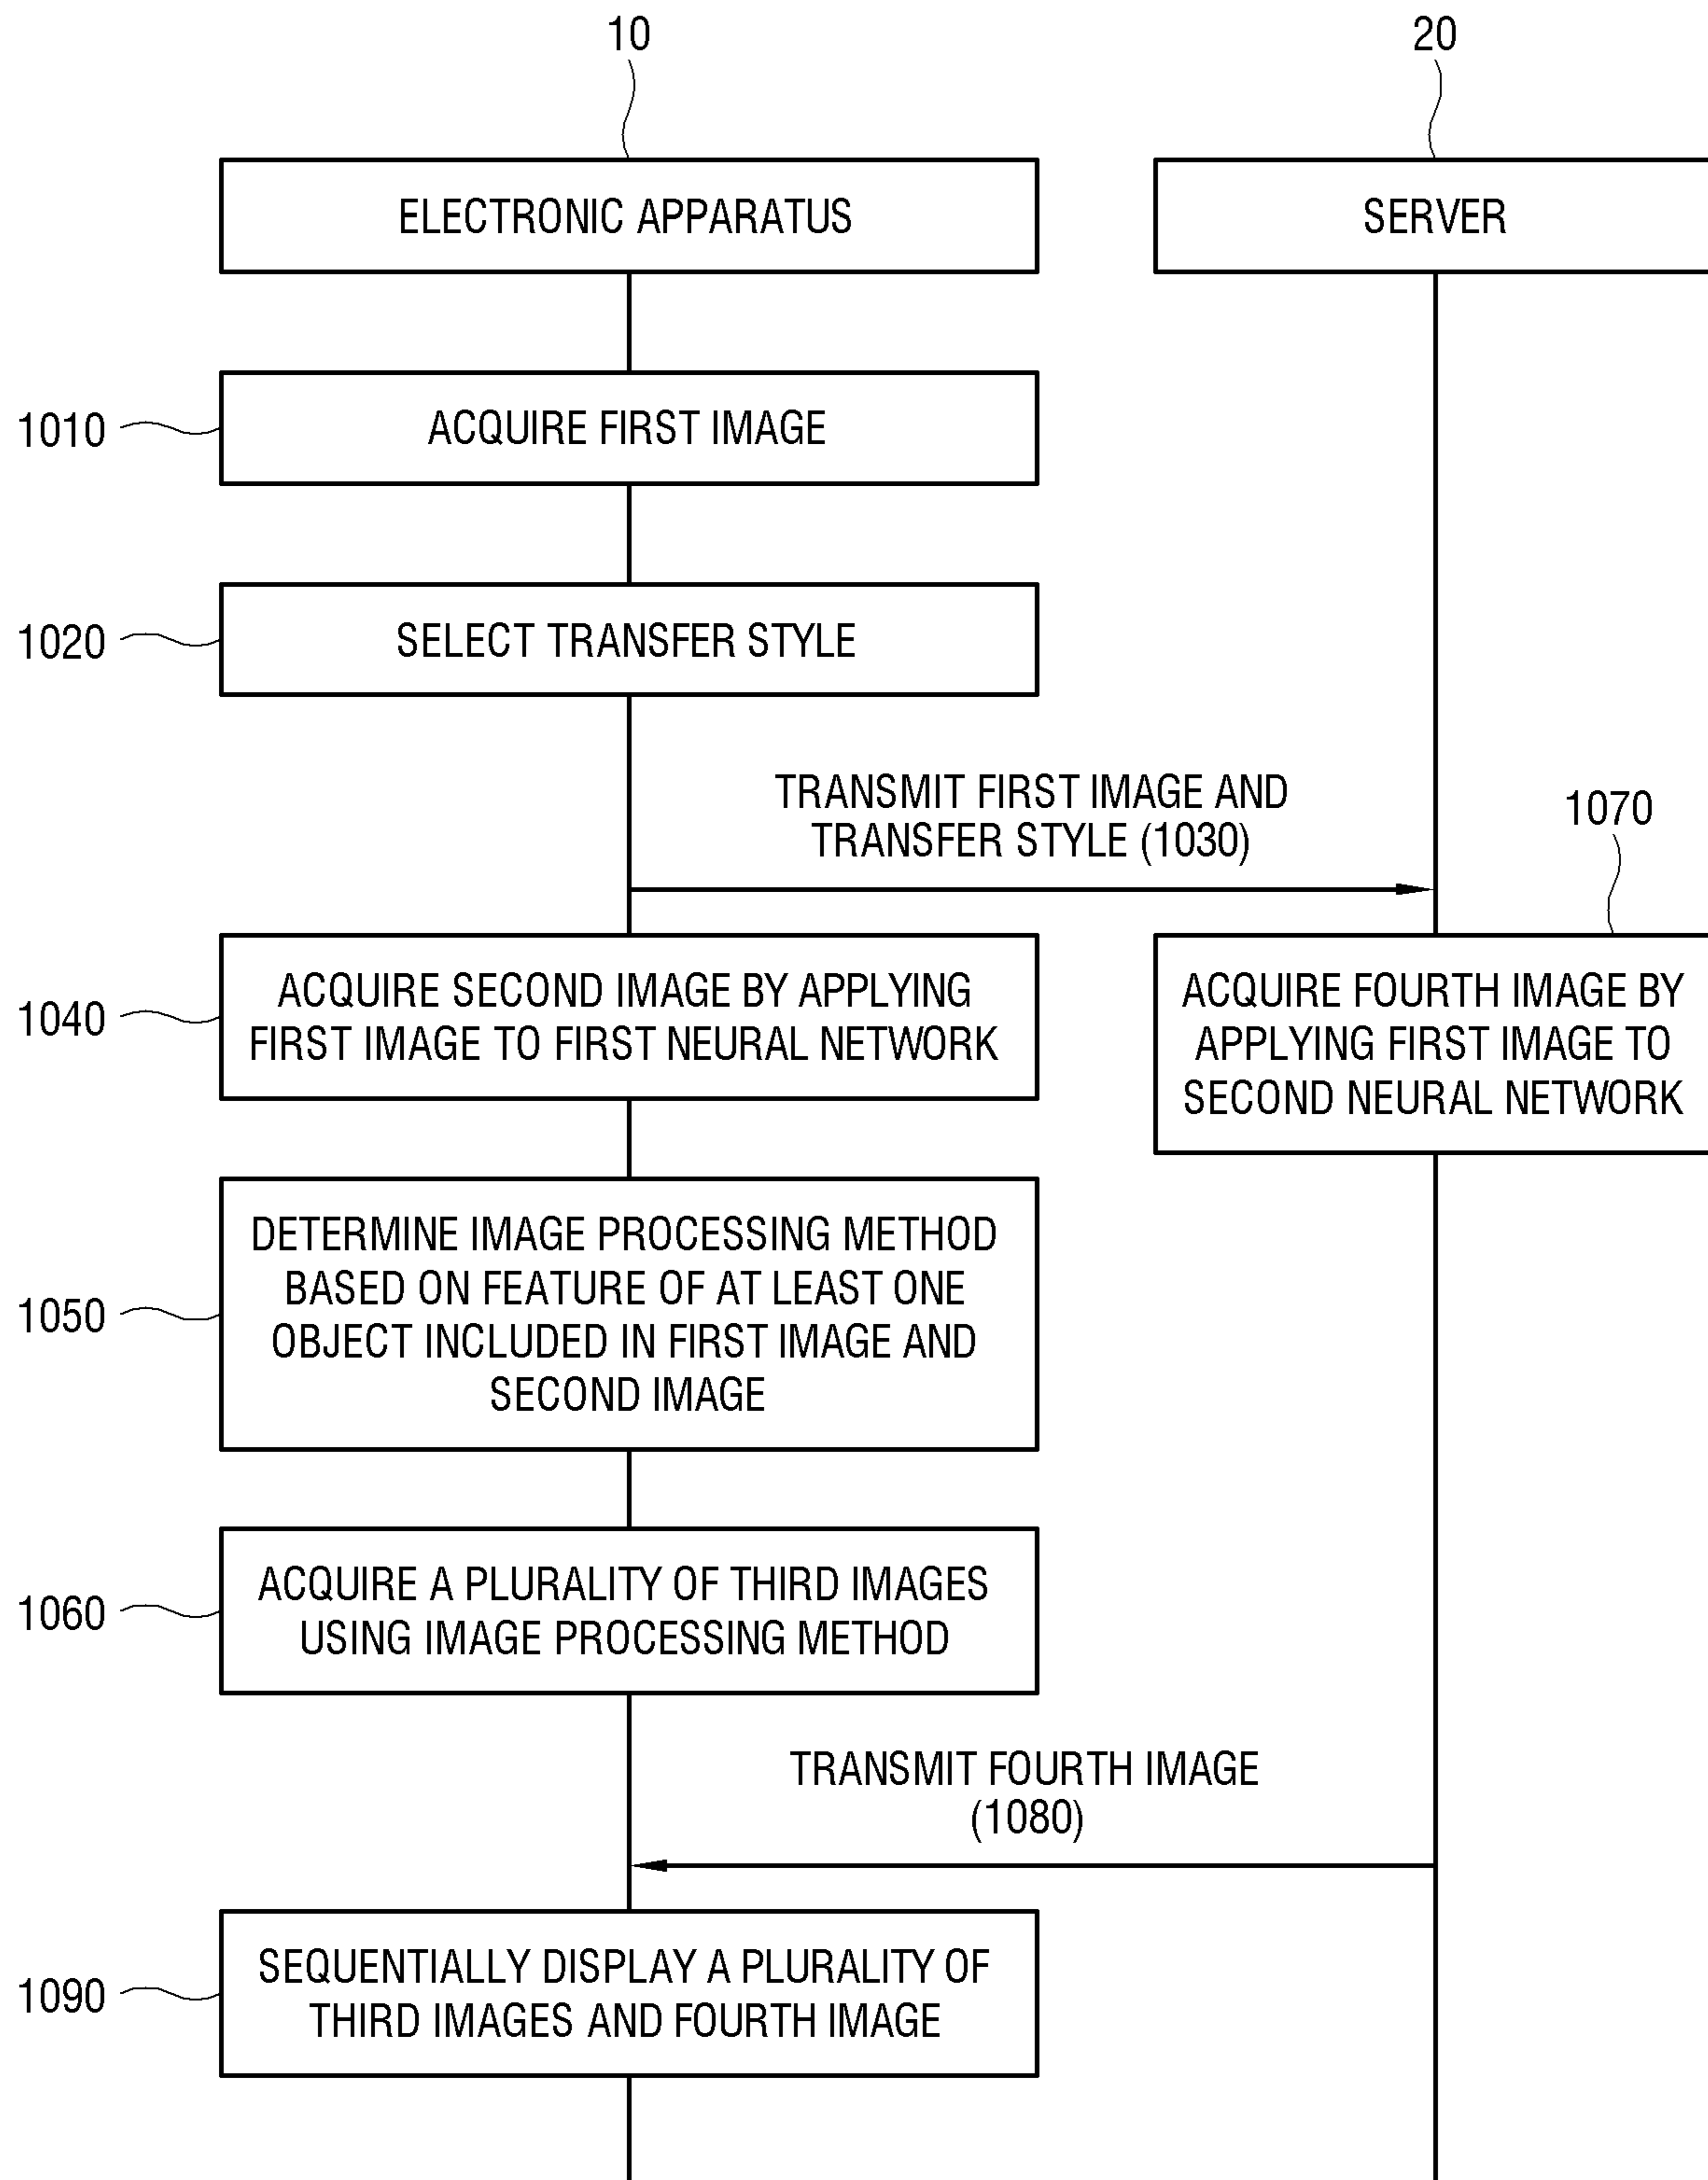 10
20
ELECTRONIC APPARATUS
SERVER
1010
ACQUIRE FIRST IMAGE
1020
SELECT TRANSFER STYLE
TRANSMIT FIRST IMAGE AND
TRANSFER STYLE (1030)
1070
1040
ACQUIRE SECOND IMAGE BY APPLYING
FIRST IMAGE TO FIRST NEURAL NETWORK
ACQUIRE FOURTH IMAGE BY
APPLYING FIRST IMAGE TO
SECOND NEURAL NETWORK
1050
DETERMINE IMAGE PROCESSING METHOD
BASED ON FEATURE OF AT LEAST ONE
OBJECT INCLUDED IN FIRST IMAGE AND
SECOND IMAGE
1060
ACQUIRE A PLURALITY OF THIRD IMAGES
USING IMAGE PROCESSING METHOD
TRANSMIT FOURTH IMAGE
(1080)
1090
SEQUENTIALLY DISPLAY A PLURALITY OF
THIRD IMAGES AND FOURTH IMAGE